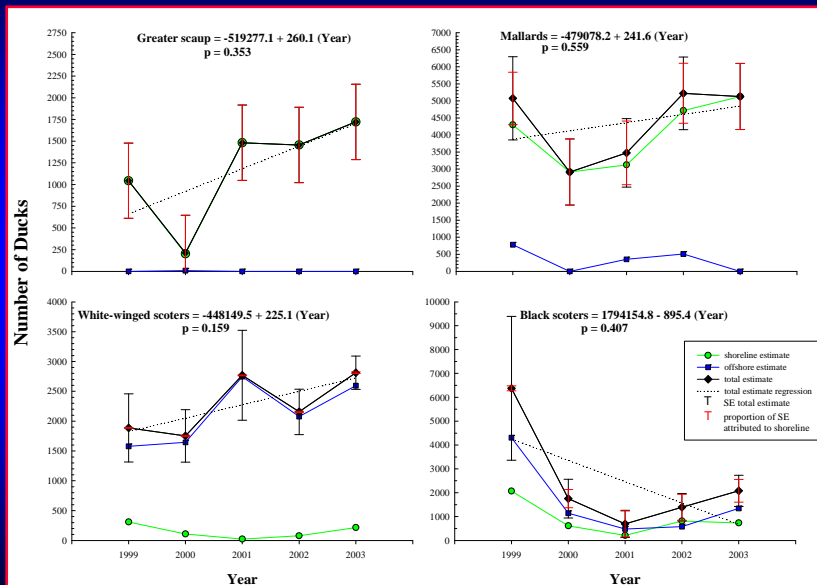 Number of Ducks
Greater scaup = -519277.1 + 260.1 (Year)
p = 0.353
2750
2500
2250
2000
1750
1500
1250
1000
750
500
250
0
Mallards = -479078.2 + 241.6 (Year)
p = 0.559
7000
6500
6000
5500
5000
4500
4000
3500
3000
2500
2000
1500
1000
500
0
White-winged scoters = -448149.5 + 225.1 (Year)
p = 0.159
4000
3500
3000
2500
2000
1500
1000
500
0
1999 2000 2001 2002 2003
Year
Black scoters = 1794154.8 - 895.4 (Year)
p = 0.407
10000
9000
8000
7000
6000
5000
4000
3000
2000
1000
0
shoreline estimate
offshore estimate
total estimate
total estimate regression
SE total estimate
proportion of SE
attributed to shoreline
1999 2000 2001 2002 2003
Year